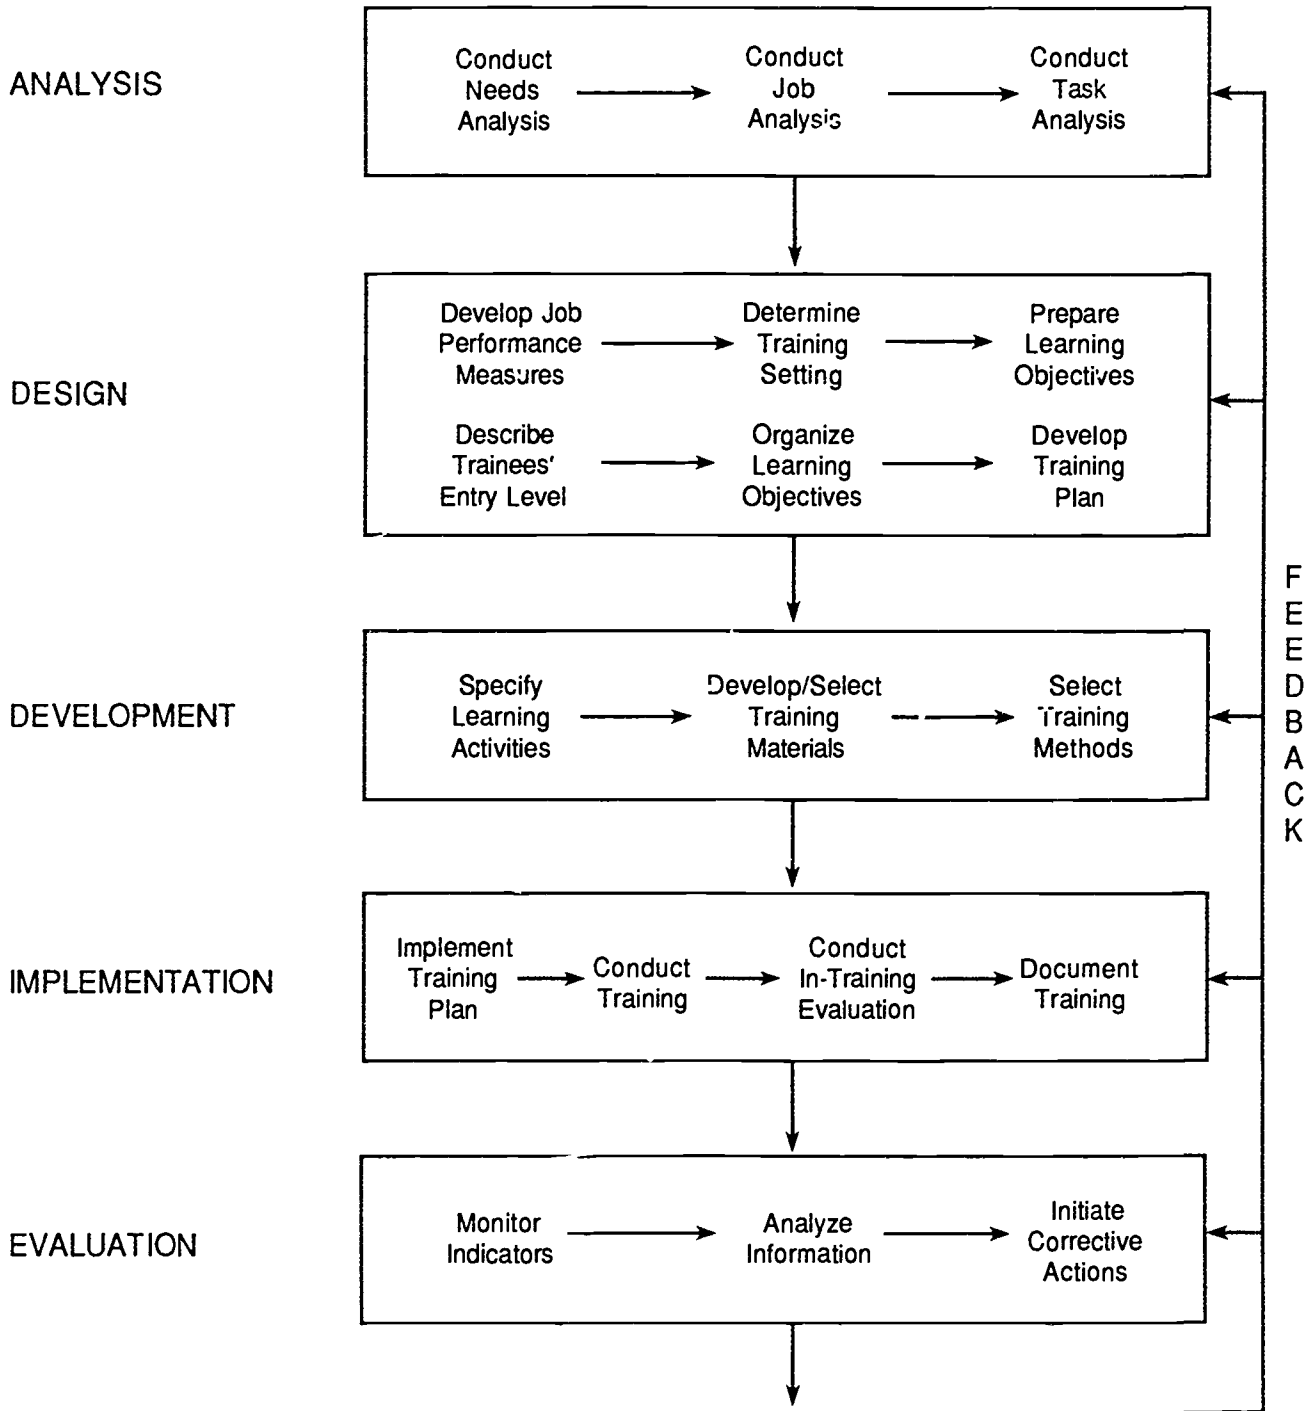 ANALYSIS
Conduct
Needs
Analysis
Conduct
Job
Analysis
Conduct
Task
Analysis
DESIGN
Develop Job
Performance
Measures
Determine
Training
Setting
Prepare
Learning
Objectives
Describe
Trainees'
Entry Level
Organize
Learning
Objectives
Develop
Training
Plan
DEVELOPMENT
Specify
Learning
Activities
Develop/Select
Training
Materials
Select
Training
Methods
IMPLEMENTATION
Implement
Training
Plan
Conduct
Training
Conduct
In-Training
Evaluation
Document
Training
EVALUATION
Monitor
Indicators
Analyze
Information
Initiate
Corrective
Actions
FEEDBACK